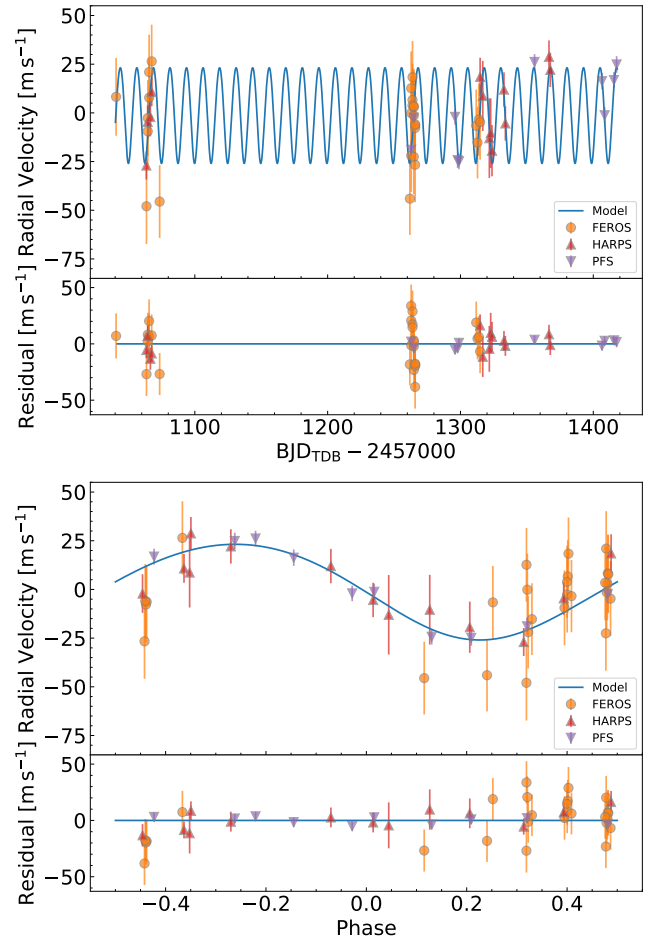 50
25
0
−25
−50
−75
Radial Velocity [m s⁻¹]
Model
FEROS
HARPS
PFS
50
0
−50
Residual [m s⁻¹]
1100 1200 1300 1400
BJD_TDB − 2457000
50
25
0
−25
−50
−75
Radial Velocity [m s⁻¹]
Model
FEROS
HARPS
PFS
50
0
−50
Residual [m s⁻¹]
−0.4 −0.2 0.0 0.2 0.4
Phase